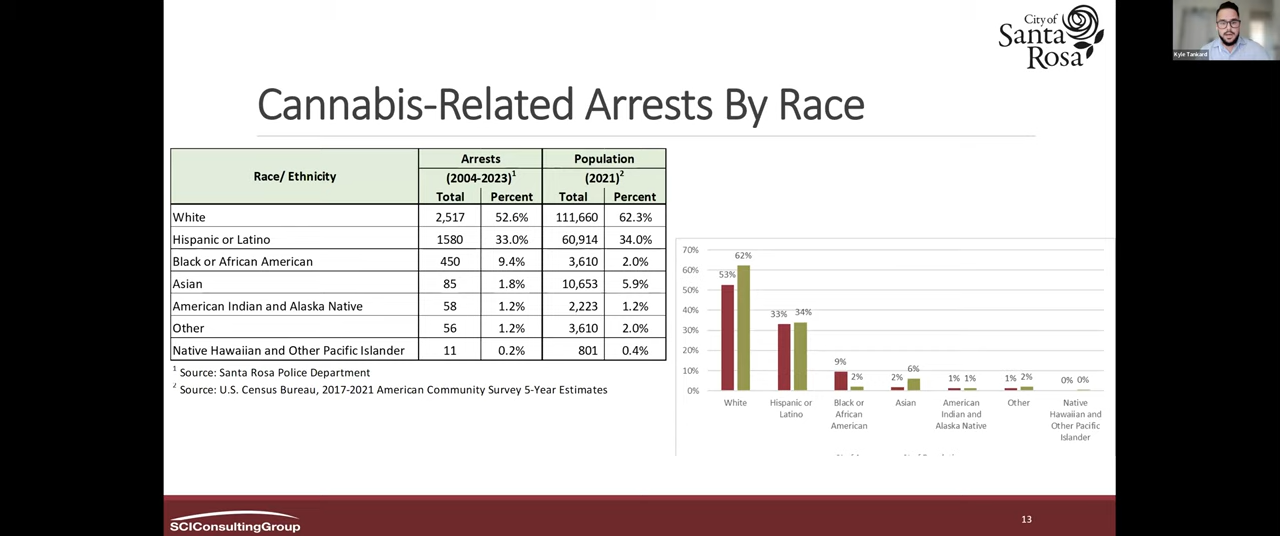 City of
Santa
Rosa
Kyle Tankard
Cannabis-Related Arrests By Race
Race/ Ethnicity Arrests Population
(2004-2023)1 (2021)2
Total Percent Total Percent
White 2,517 52.6% 111,660 62.3%
Hispanic or Latino 1580 33.0% 60,914 34.0%
Black or African American 450 9.4% 3,610 2.0%
Asian 85 1.8% 10,653 5.9%
American Indian and Alaska Native 58 1.2% 2,223 1.2%
Other 56 1.2% 3,610 2.0%
Native Hawaiian and Other Pacific Islander 11 0.2% 801 0.4%
1 Source: Santa Rosa Police Department
2 Source: U.S. Census Bureau, 2017-2021 American Community Survey 5-Year Estimates
70%
60%
50%
40%
30%
20%
10%
0%
53% 62%
33% 34%
9% 2%
2% 6%
1% 1%
1% 2%
0% 0%
White
Hispanic or
Latino
Black or
African
American
Asian
American
Indian and
Alaska Native
Other
Native
Hawaiian and
Other Pacific
Islander
SCIConsultingGroup
13